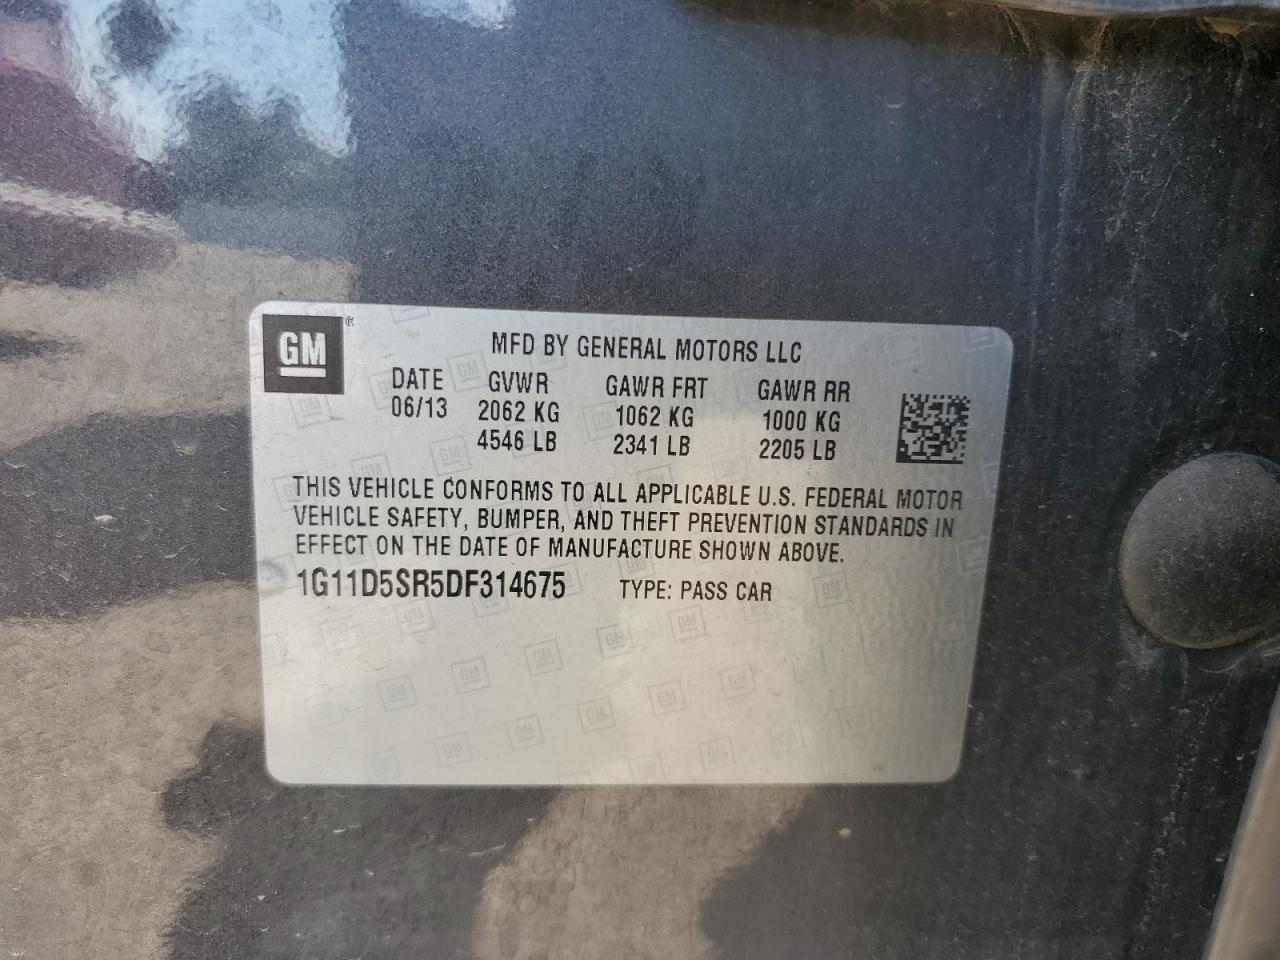 GM
MFD BY GENERAL MOTORS LLC
DATE GVWR GAWR FRT GAWR RR
06/13 2062 KG 1062 KG 1000 KG
4546 LB 2341 LB 2205 LB
THIS VEHICLE CONFORMS TO ALL APPLICABLE U.S. FEDERAL MOTOR
VEHICLE SAFETY, BUMPER, AND THEFT PREVENTION STANDARDS IN
EFFECT ON THE DATE OF MANUFACTURE SHOWN ABOVE.
1G11D5SR5DF314675 TYPE: PASS CAR